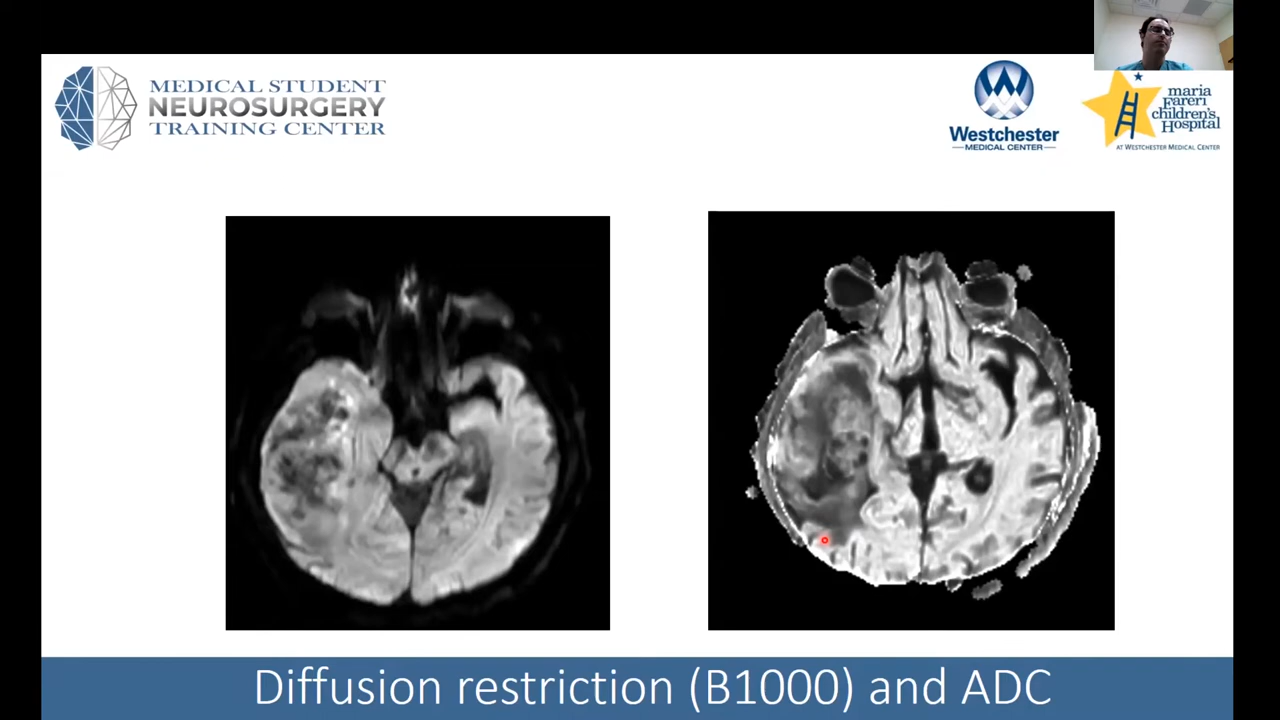 MEDICAL STUDENT
NEUROSURGERY
TRAINING CENTER
Westchester
MEDICAL CENTER
maria
Fareri
children's
Hospital
AT WESTCHESTER MEDICAL CENTER
Diffusion restriction (B1000) and ADC